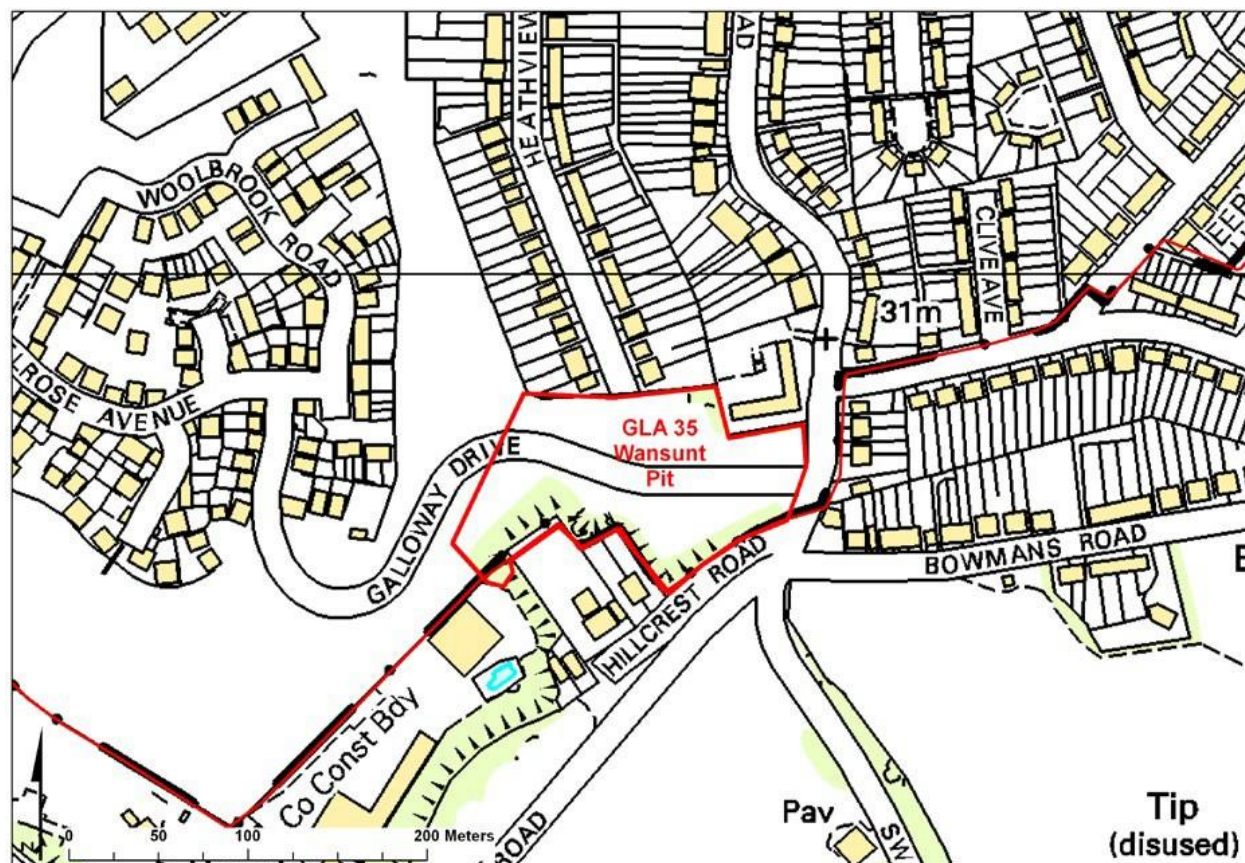 HEATHVIEW
AD
WOOLBROOK ROAD
CLIVE AVE
31m
LROSE AVENUE
GLA 35
Wansunt
Pit
GALLOWAY DRIVE
HILLCREST ROAD
BOWMANS ROAD
Co Const Bdy
ROAD
Pav
SW
Tip
(disused)
0 50 100 200 Meters